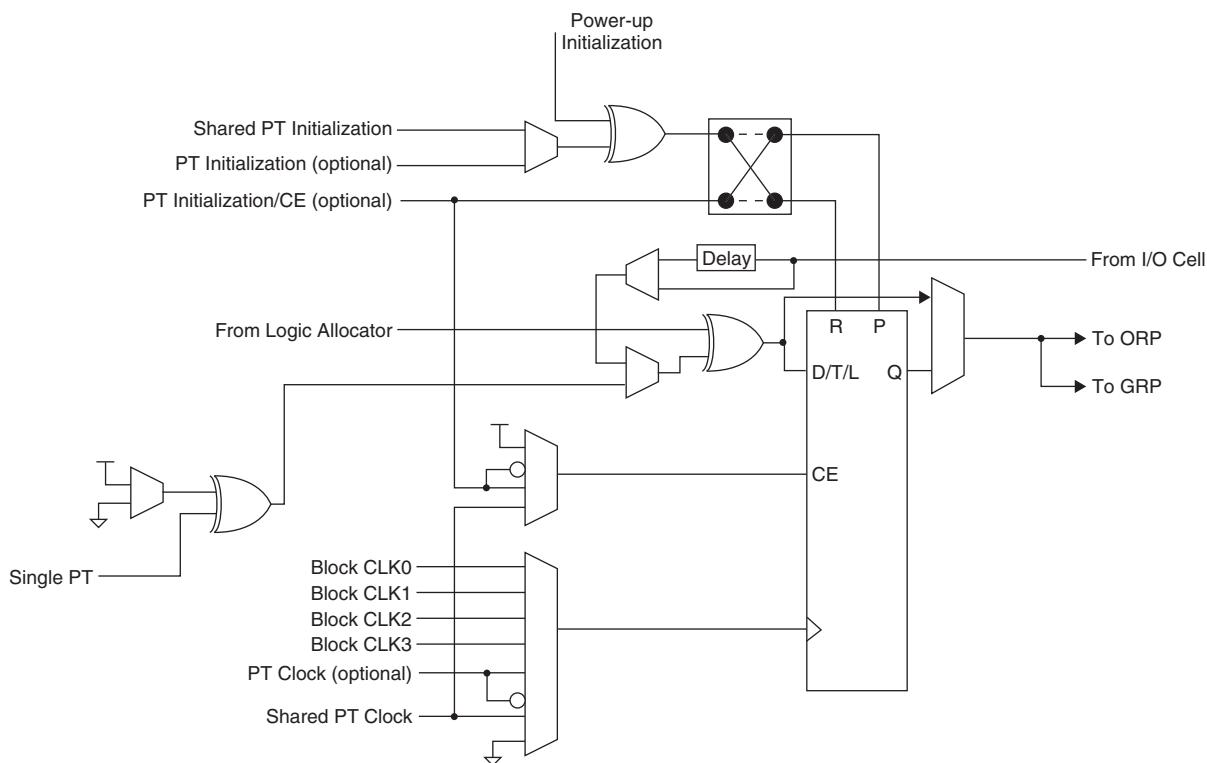 Power-up
Initialization
Shared PT Initialization
PT Initialization (optional)
PT Initialization/CE (optional)
Delay
From I/O Cell
From Logic Allocator
R
P
To ORP
D/T/L
Q
To GRP
CE
Single PT
Block CLK0
Block CLK1
Block CLK2
Block CLK3
PT Clock (optional)
Shared PT Clock